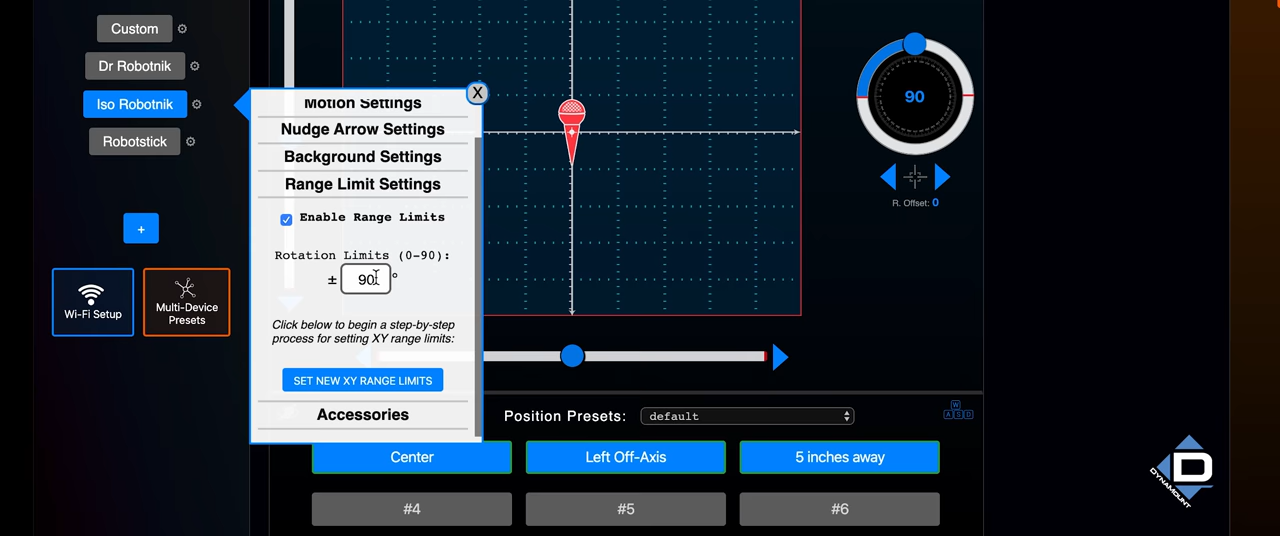 Custom
Dr Robotnik
Iso Robotnik
Robotstick
+
Wi-Fi Setup
Multi-Device
Presets
X
Motion Settings
Nudge Arrow Settings
Background Settings
Range Limit Settings
Enable Range Limits
Rotation Limits (0-90):
± 90 °
Click below to begin a step-by-step
process for setting XY range limits:
SET NEW XY RANGE LIMITS
Accessories
90
R. Offset: 0
Position Presets: default
W
A S D
Center
Left Off-Axis
5 inches away
#4
#5
#6
D
DYNAMOUNT